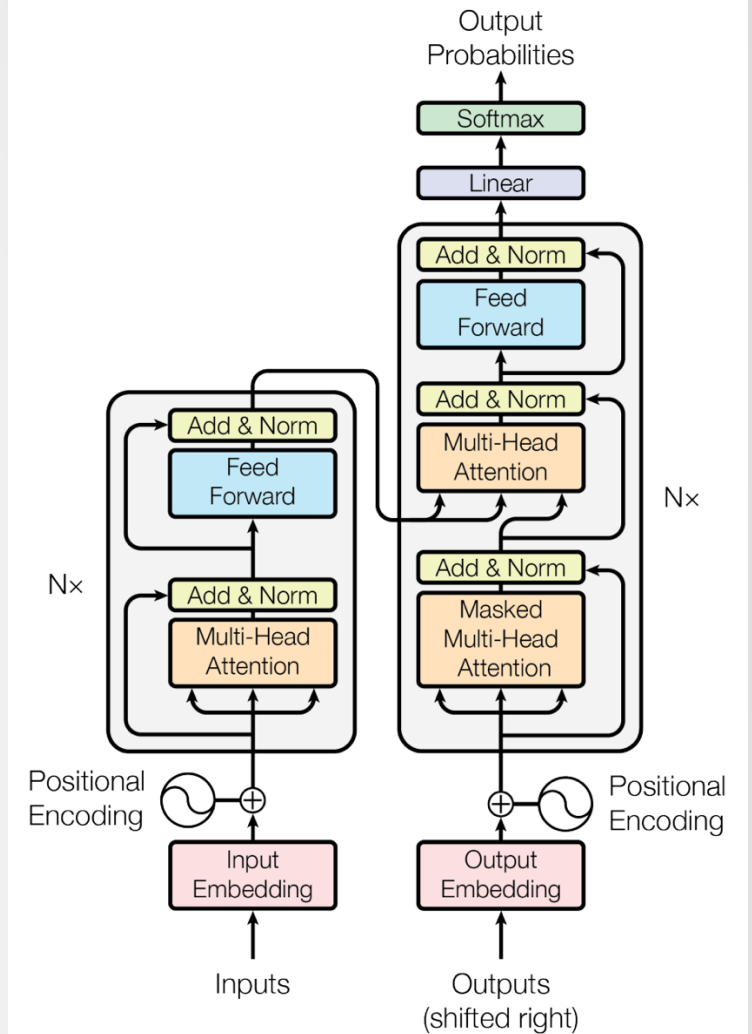 Output
Probabilities
Softmax
Linear
Add & Norm
Feed
Forward
Add & Norm
Multi-Head
Attention
Add & Norm
Masked
Multi-Head
Attention
Nx
Add & Norm
Feed
Forward
Add & Norm
Multi-Head
Attention
Nx
Positional
Encoding
Positional
Encoding
Input
Embedding
Output
Embedding
Inputs
Outputs
(shifted right)